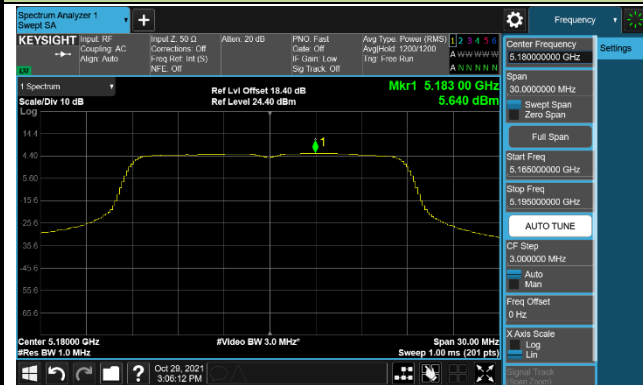 Spectrum Analyzer 1
Swept SA
Frequency
KEYSIGHT
Input: RF
Coupling: AC
Align: Auto
Input Z: 50 Ω
Corrections: Off
Freq Ref: Int (S)
NFE: Off
Atten: 20 dB
PNO: Fast
Gate: Off
IF Gain: Low
Sig Track: Off
Avg Type: Power (RMS)
Avg|Hold: 1200/1200
Trig: Free Run
1 2 3 4 5 6
A W W W W W
A N N N N N
LXI
1 Spectrum
Scale/Div 10 dB
Log
Ref Lvl Offset 18.40 dB
Ref Level 24.40 dBm
Mkr1 5.183 00 GHz
5.640 dBm
1
14.4
4.40
-5.60
-15.6
-25.6
-35.6
-45.6
-55.6
-65.6
Center 5.18000 GHz
#Res BW 1.0 MHz
#Video BW 3.0 MHz*
Span 30.00 MHz
Sweep 1.00 ms (201 pts)
Center Frequency
5.180000000 GHz
Span
30.0000000 MHz
Swept Span
Zero Span
Full Span
Start Freq
5.165000000 GHz
Stop Freq
5.195000000 GHz
AUTO TUNE
CF Step
3.000000 MHz
Auto
Man
Freq Offset
0 Hz
X Axis Scale
Log
Lin
Signal Track
(Span Zoom)
Settings
?
Oct 29, 2021
3:06:12 PM